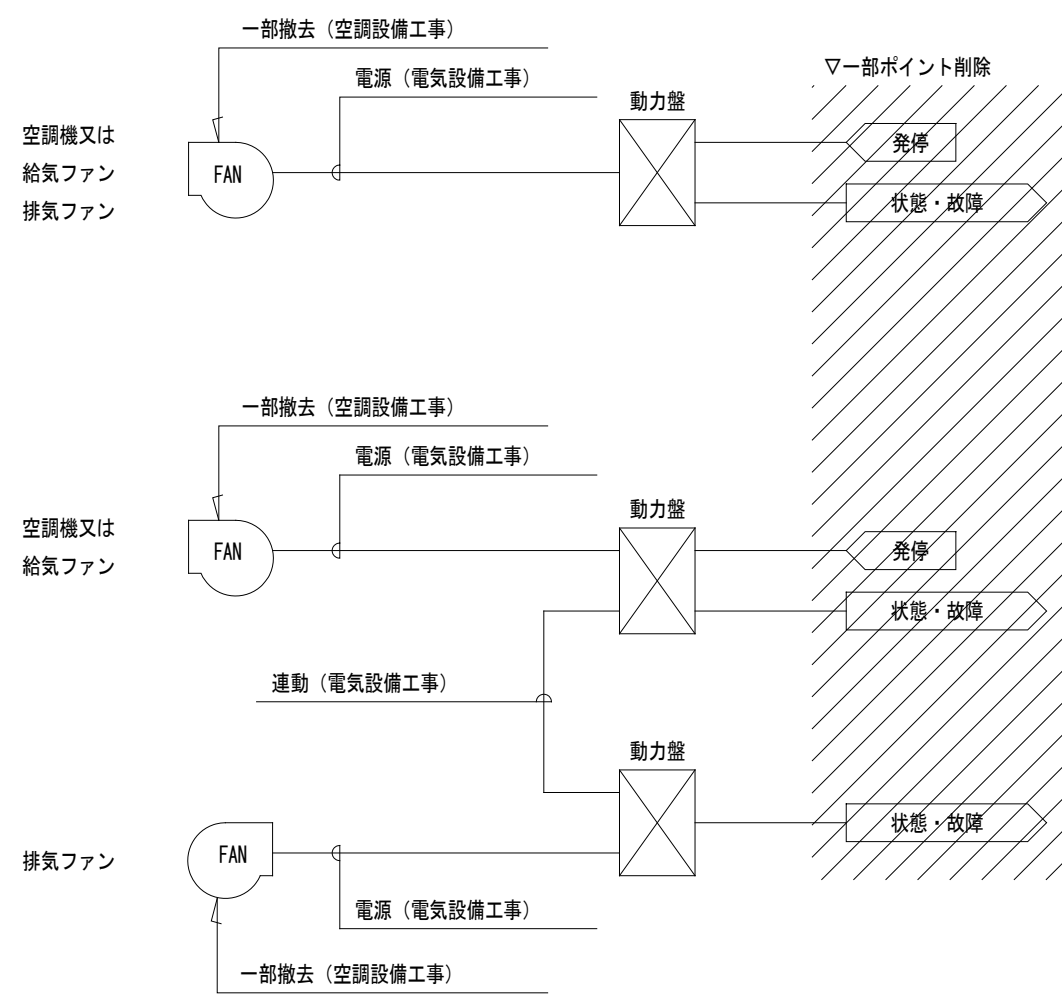 一部撤去（空調設備工事）
▽一部ポイント削除
電源（電気設備工事）
動力盤
空調機又は
発停
給気ファン
FAN
排気ファン
状態・故障
一部撤去（空調設備工事）
電源（電気設備工事）
動力盤
空調機又は
FAN
発停
給気ファン
状態・故障
連動（電気設備工事）
動力盤
状態・故障
排気ファン
FAN
電源（電気設備工事）
一部撤去（空調設備工事）